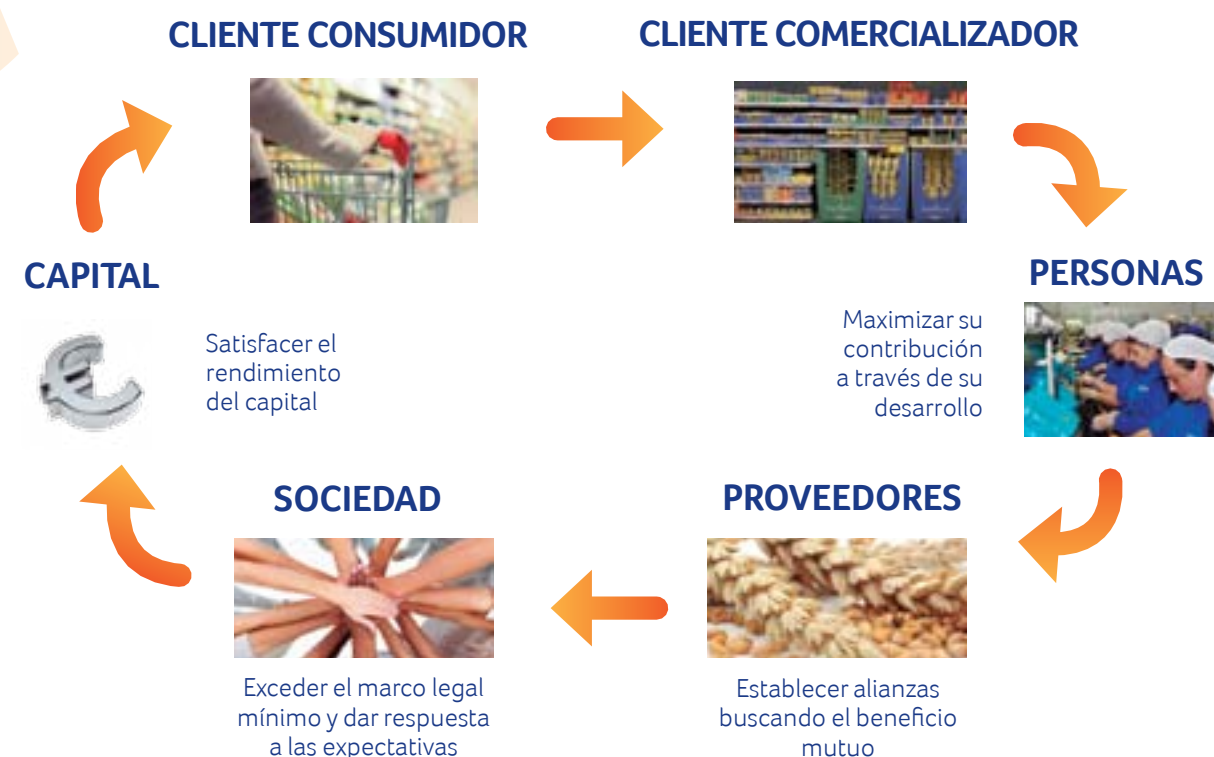 CLIENTE CONSUMIDOR
CLIENTE COMERCIALIZADOR
CAPITAL
Satisfacer el
rendimiento
del capital
PERSONAS
Maximizar su
contribución
a través de su
desarrollo
SOCIEDAD
Exceder el marco legal
mínimo y dar respuesta
a las expectativas
PROVEEDORES
Establecer alianzas
buscando el beneficio
mutuo